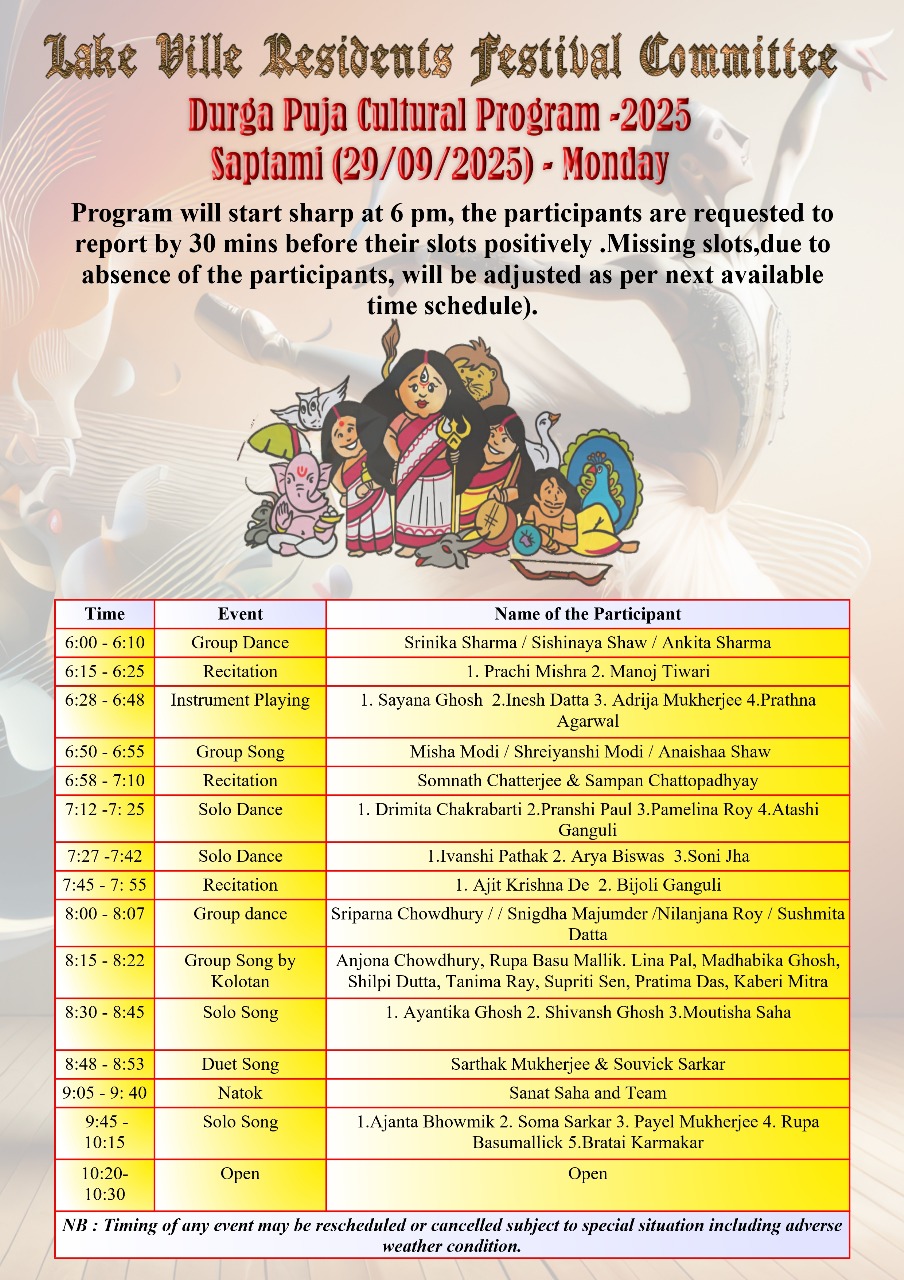 Lake Ville Residents Festival Committee
Durga Puja Cultural Program -2025
Saptami (29/09/2025) - Monday
Program will start sharp at 6 pm, the participants are requested to
report by 30 mins before their slots positively .Missing slots,due to
absence of the participants, will be adjusted as per next available
time schedule).
Time Event Name of the Participant
6:00 - 6:10 Group Dance Srinika Sharma / Sishinaya Shaw / Ankita Sharma
6:15 - 6:25 Recitation 1. Prachi Mishra 2. Manoj Tiwari
6:28 - 6:48 Instrument Playing 1. Sayana Ghosh 2.Inesh Datta 3. Adrija Mukherjee 4.Prathna
Agarwal
6:50 - 6:55 Group Song Misha Modi / Shreiyanshi Modi / Anaishaa Shaw
6:58 - 7:10 Recitation Somnath Chatterjee & Sampan Chattopadhyay
7:12 -7: 25 Solo Dance 1. Drimita Chakrabarti 2.Pranshi Paul 3.Pamelina Roy 4.Atashi
Ganguli
7:27 -7:42 Solo Dance 1.Ivanshi Pathak 2. Arya Biswas 3.Soni Jha
7:45 - 7: 55 Recitation 1. Ajit Krishna De 2. Bijoli Ganguli
8:00 - 8:07 Group dance Sriparna Chowdhury / / Snigdha Majumder /Nilanjana Roy / Sushmita
Datta
8:15 - 8:22 Group Song by Anjona Chowdhury, Rupa Basu Mallik. Lina Pal, Madhabika Ghosh,
Kolotan Shilpi Dutta, Tanima Ray, Supriti Sen, Pratima Das, Kaberi Mitra
8:30 - 8:45 Solo Song 1. Ayantika Ghosh 2. Shivansh Ghosh 3.Moutisha Saha
8:48 - 8:53 Duet Song Sarthak Mukherjee & Souvick Sarkar
9:05 - 9: 40 Natok Sanat Saha and Team
9:45 - Solo Song 1.Ajanta Bhowmik 2. Soma Sarkar 3. Payel Mukherjee 4. Rupa
10:15 Basumallick 5.Bratai Karmakar
10:20- Open Open
10:30
NB : Timing of any event may be rescheduled or cancelled subject to special situation including adverse
weather condition.